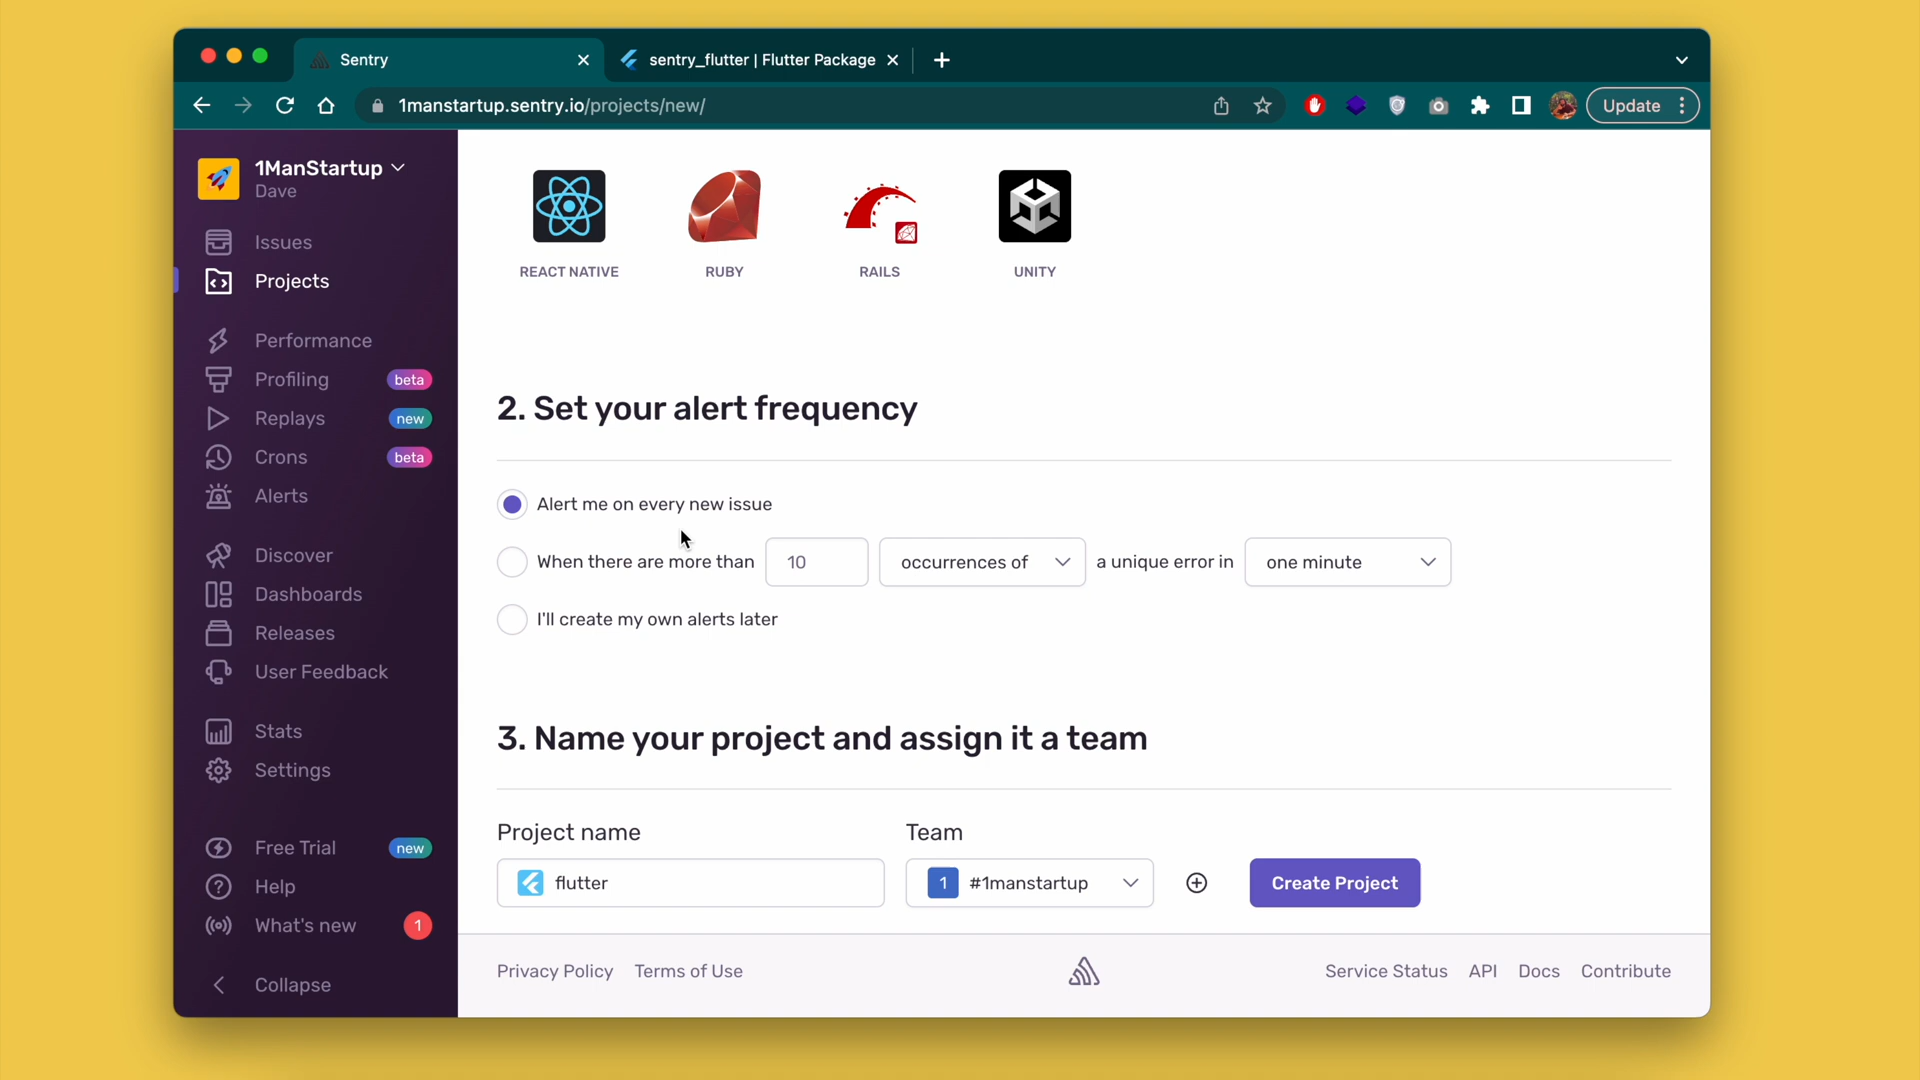 Sentry
sentry_flutter | Flutter Package
1manstartup.sentry.io/projects/new/
Update
1ManStartup
Dave
Issues
Projects
Performance
Profiling beta
Replays new
Crons beta
Alerts
Discover
Dashboards
Releases
User Feedback
Stats
Settings
Free Trial new
Help
What's new 1
Collapse
REACT NATIVE RUBY RAILS UNITY
2. Set your alert frequency
Alert me on every new issue
When there are more than 10 occurrences of a unique error in one minute
I'll create my own alerts later
3. Name your project and assign it a team
Project name Team
flutter 1 #1manstartup Create Project
Privacy Policy Terms of Use Service Status API Docs Contribute